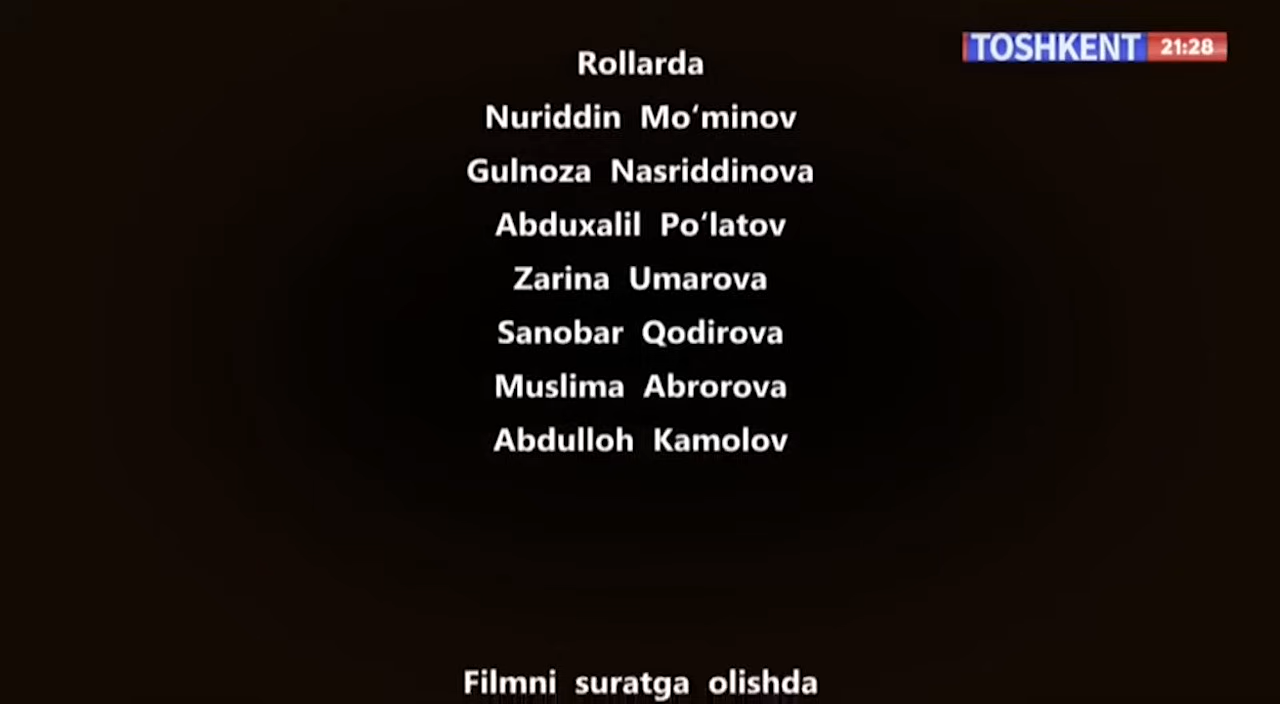 TOSHKENT 21:28
Rollarda
Nuriddin Mo‘minov
Gulnoza Nasriddinova
Abduxalil Po‘latov
Zarina Umarova
Sanobar Qodirova
Muslima Abrorova
Abdulloh Kamolov
Filmni suratga olishda